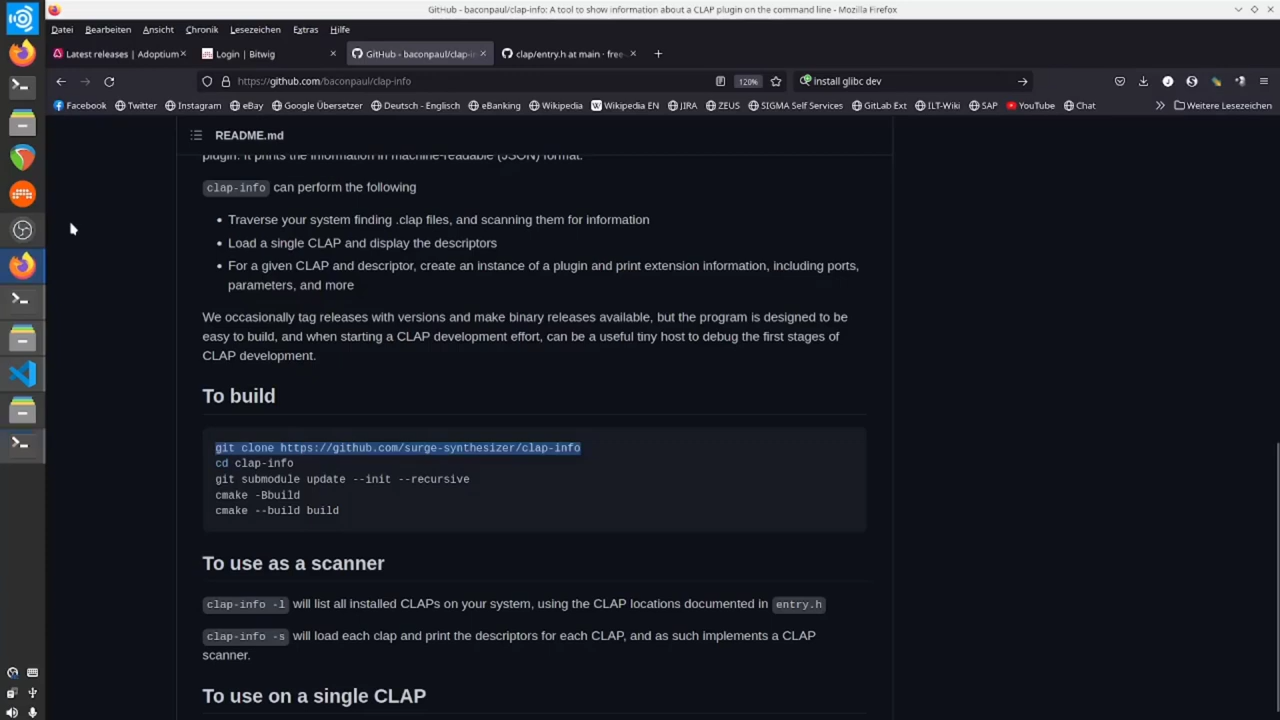 GitHub - baconpaul/clap-info: A tool to show information about a CLAP plugin on the command line - Mozilla Firefox
Datei Bearbeiten Ansicht Chronik Lesezeichen Extras Hilfe
Latest releases | Adoptium Login | Bitwig GitHub - baconpaul/clap-in clap/entry.h at main · free-
https://github.com/baconpaul/clap-info 120% install glibc dev
Facebook Twitter Instagram eBay Google Übersetzer Deutsch - Englisch eBanking Wikipedia Wikipedia EN JIRA ZEUS SIGMA Self Services GitLab Ext ILT-Wiki SAP YouTube Chat Weitere Lesezeichen
README.md
plugin. It prints the information in machine-readable (JSON) format.
clap-info can perform the following
• Traverse your system finding .clap files, and scanning them for information
• Load a single CLAP and display the descriptors
• For a given CLAP and descriptor, create an instance of a plugin and print extension information, including ports,
parameters, and more
We occasionally tag releases with versions and make binary releases available, but the program is designed to be
easy to build, and when starting a CLAP development effort, can be a useful tiny host to debug the first stages of
CLAP development.
To build
git clone https://github.com/surge-synthesizer/clap-info
cd clap-info
git submodule update --init --recursive
cmake -Bbuild
cmake --build build
To use as a scanner
clap-info -l will list all installed CLAPs on your system, using the CLAP locations documented in entry.h
clap-info -s will load each clap and print the descriptors for each CLAP, and as such implements a CLAP
scanner.
To use on a single CLAP